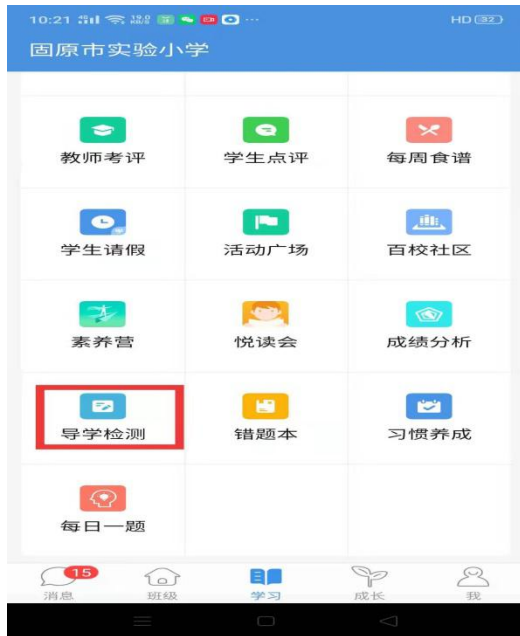 10:21
HD 32
固原市实验小学
教师考评
学生点评
每周食谱
学生请假
活动广场
百校社区
素养营
悦读会
成绩分析
导学检测
错题本
习惯养成
每日一题
15
消息
班级
学习
成长
我